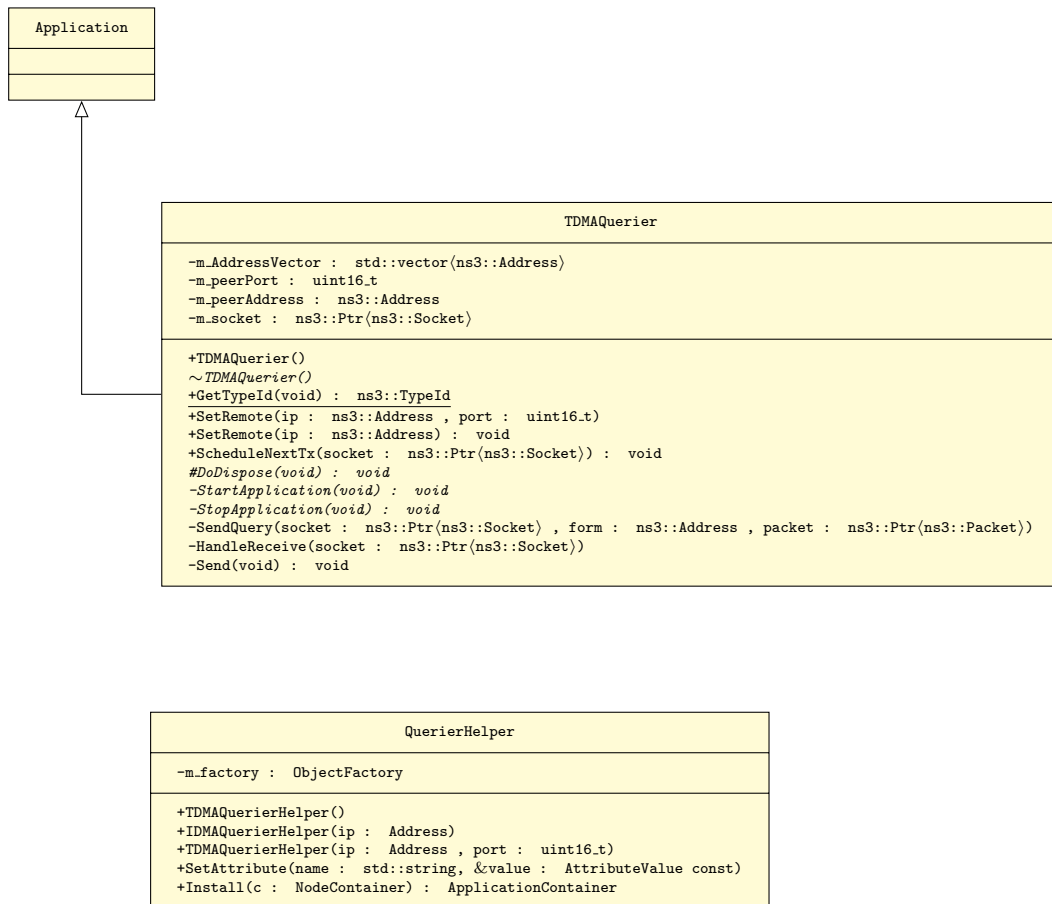 Application
TDMAQuerier
-m_AddressVector : std::vector⟨ns3::Address⟩
-m_peerPort : uint16_t
-m_peerAddress : ns3::Address
-m_socket : ns3::Ptr⟨ns3::Socket⟩
+TDMAQuerier()
∼TDMAQuerier()
+GetTypeId(void) : ns3::TypeId
+SetRemote(ip : ns3::Address , port : uint16_t)
+SetRemote(ip : ns3::Address) : void
+ScheduleNextTx(socket : ns3::Ptr⟨ns3::Socket⟩) : void
#DoDispose(void) : void
-StartApplication(void) : void
-StopApplication(void) : void
-SendQuery(socket : ns3::Ptr⟨ns3::Socket⟩ , form : ns3::Address , packet : ns3::Ptr⟨ns3::Packet⟩)
-HandleReceive(socket : ns3::Ptr⟨ns3::Socket⟩)
-Send(void) : void
QuerierHelper
-m_factory : ObjectFactory
+TDMAQuerierHelper()
+IDMAQuerierHelper(ip : Address)
+TDMAQuerierHelper(ip : Address , port : uint16_t)
+SetAttribute(name : std::string, &value : AttributeValue const)
+Install(c : NodeContainer) : ApplicationContainer